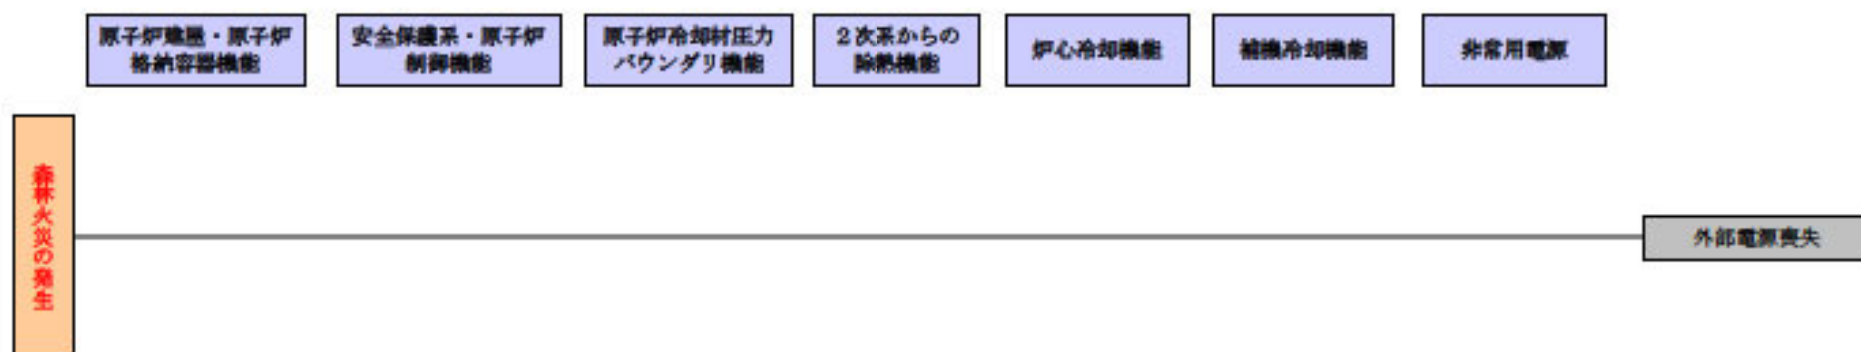 原子炉建屋・原子炉
格納容器機能
安全保護系・原子炉
制御機能
原子炉冷却材圧力
バウンダリ機能
２次系からの
除熱機能
炉心冷却機能
補機冷却機能
非常用電源
森林火災の発生
外部電源喪失